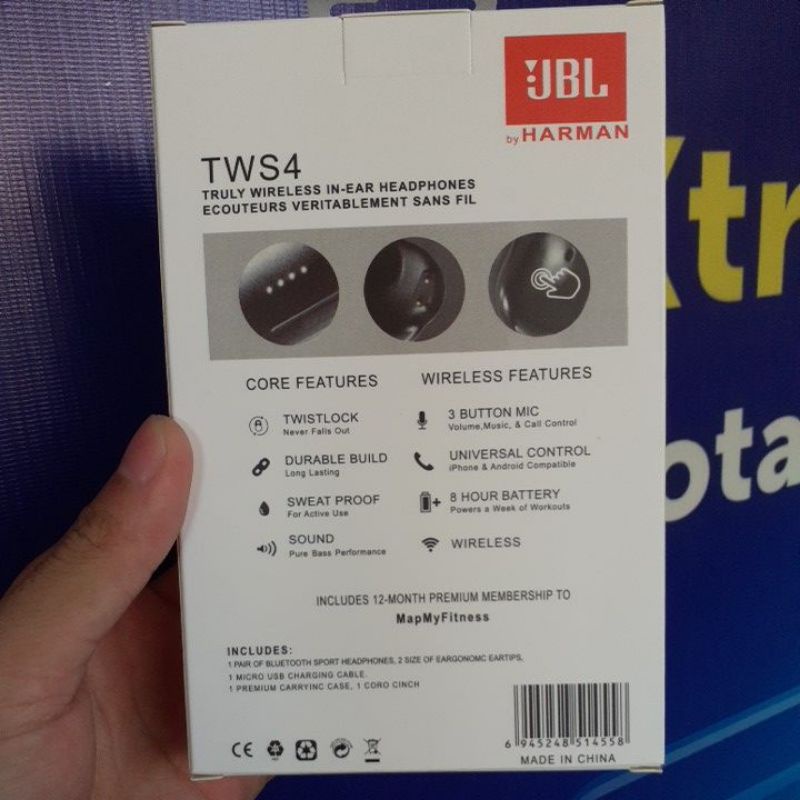 JBL
by HARMAN
TWS4
TRULY WIRELESS IN-EAR HEADPHONES
ECOUTEURS VERITABLEMENT SANS FIL
CORE FEATURES
TWISTLOCK
Never Falls Out
DURABLE BUILD
Long Lasting
SWEAT PROOF
For Active Use
SOUND
Pure Bass Performance
WIRELESS FEATURES
3 BUTTON MIC
Volume,Music, & Call Control
UNIVERSAL CONTROL
iPhone & Android Compatible
8 HOUR BATTERY
Powers a Week of Workouts
WIRELESS
INCLUDES 12-MONTH PREMIUM MEMBERSHIP TO
MapMyFitness
INCLUDES:
1 PAIR OF BLUETOOTH SPORT HEADPHONES, 2 SIZE OF EARGONOMC EARTIPS,
1 MICRO USB CHARGING CABLE.
1 PREMIUM CARRYINC CASE, 1 CORO CINCH
CE
6 945248 514558
MADE IN CHINA
Xtr
ota